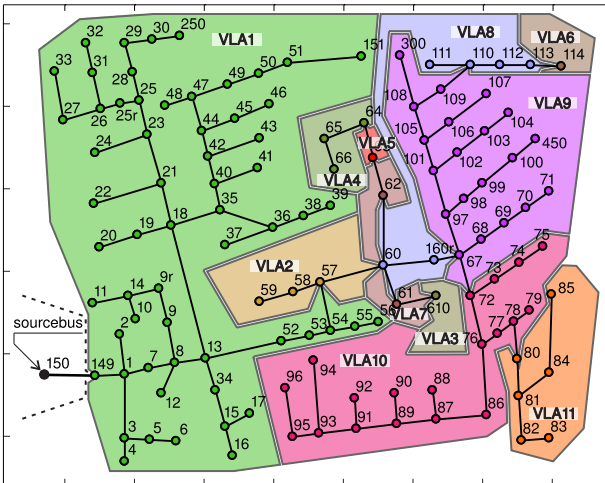 32 29 30 250 VLA1 151 300 VLA8 VLA6
33 31 28 51 111 110 112 113 114
50
49
48 47 25 108 109 107 VLA9
27 26 25r 46 64
45
44 23 43 65 VLA5 105 106 104
24 42 103 450
66 101 102 100
41
21 40 VLA4 62 99 71
22 35 39 98 70
38 97 69
20 19 18 36 68 75
37 60 160r 67 74
VLA2 57 73
11 14 9r 59 58 61 610 72 85
10 VLA7 79
sourcebus 2 9 52 53 54 55 56 VLA3 76 77 78
150 149 1 7 8 13 VLA10 80 84
12 34 96 94 92 90 88 81
17 VLA11
3 5 6 15 95 93 91 89 87 86 82 83
4 16